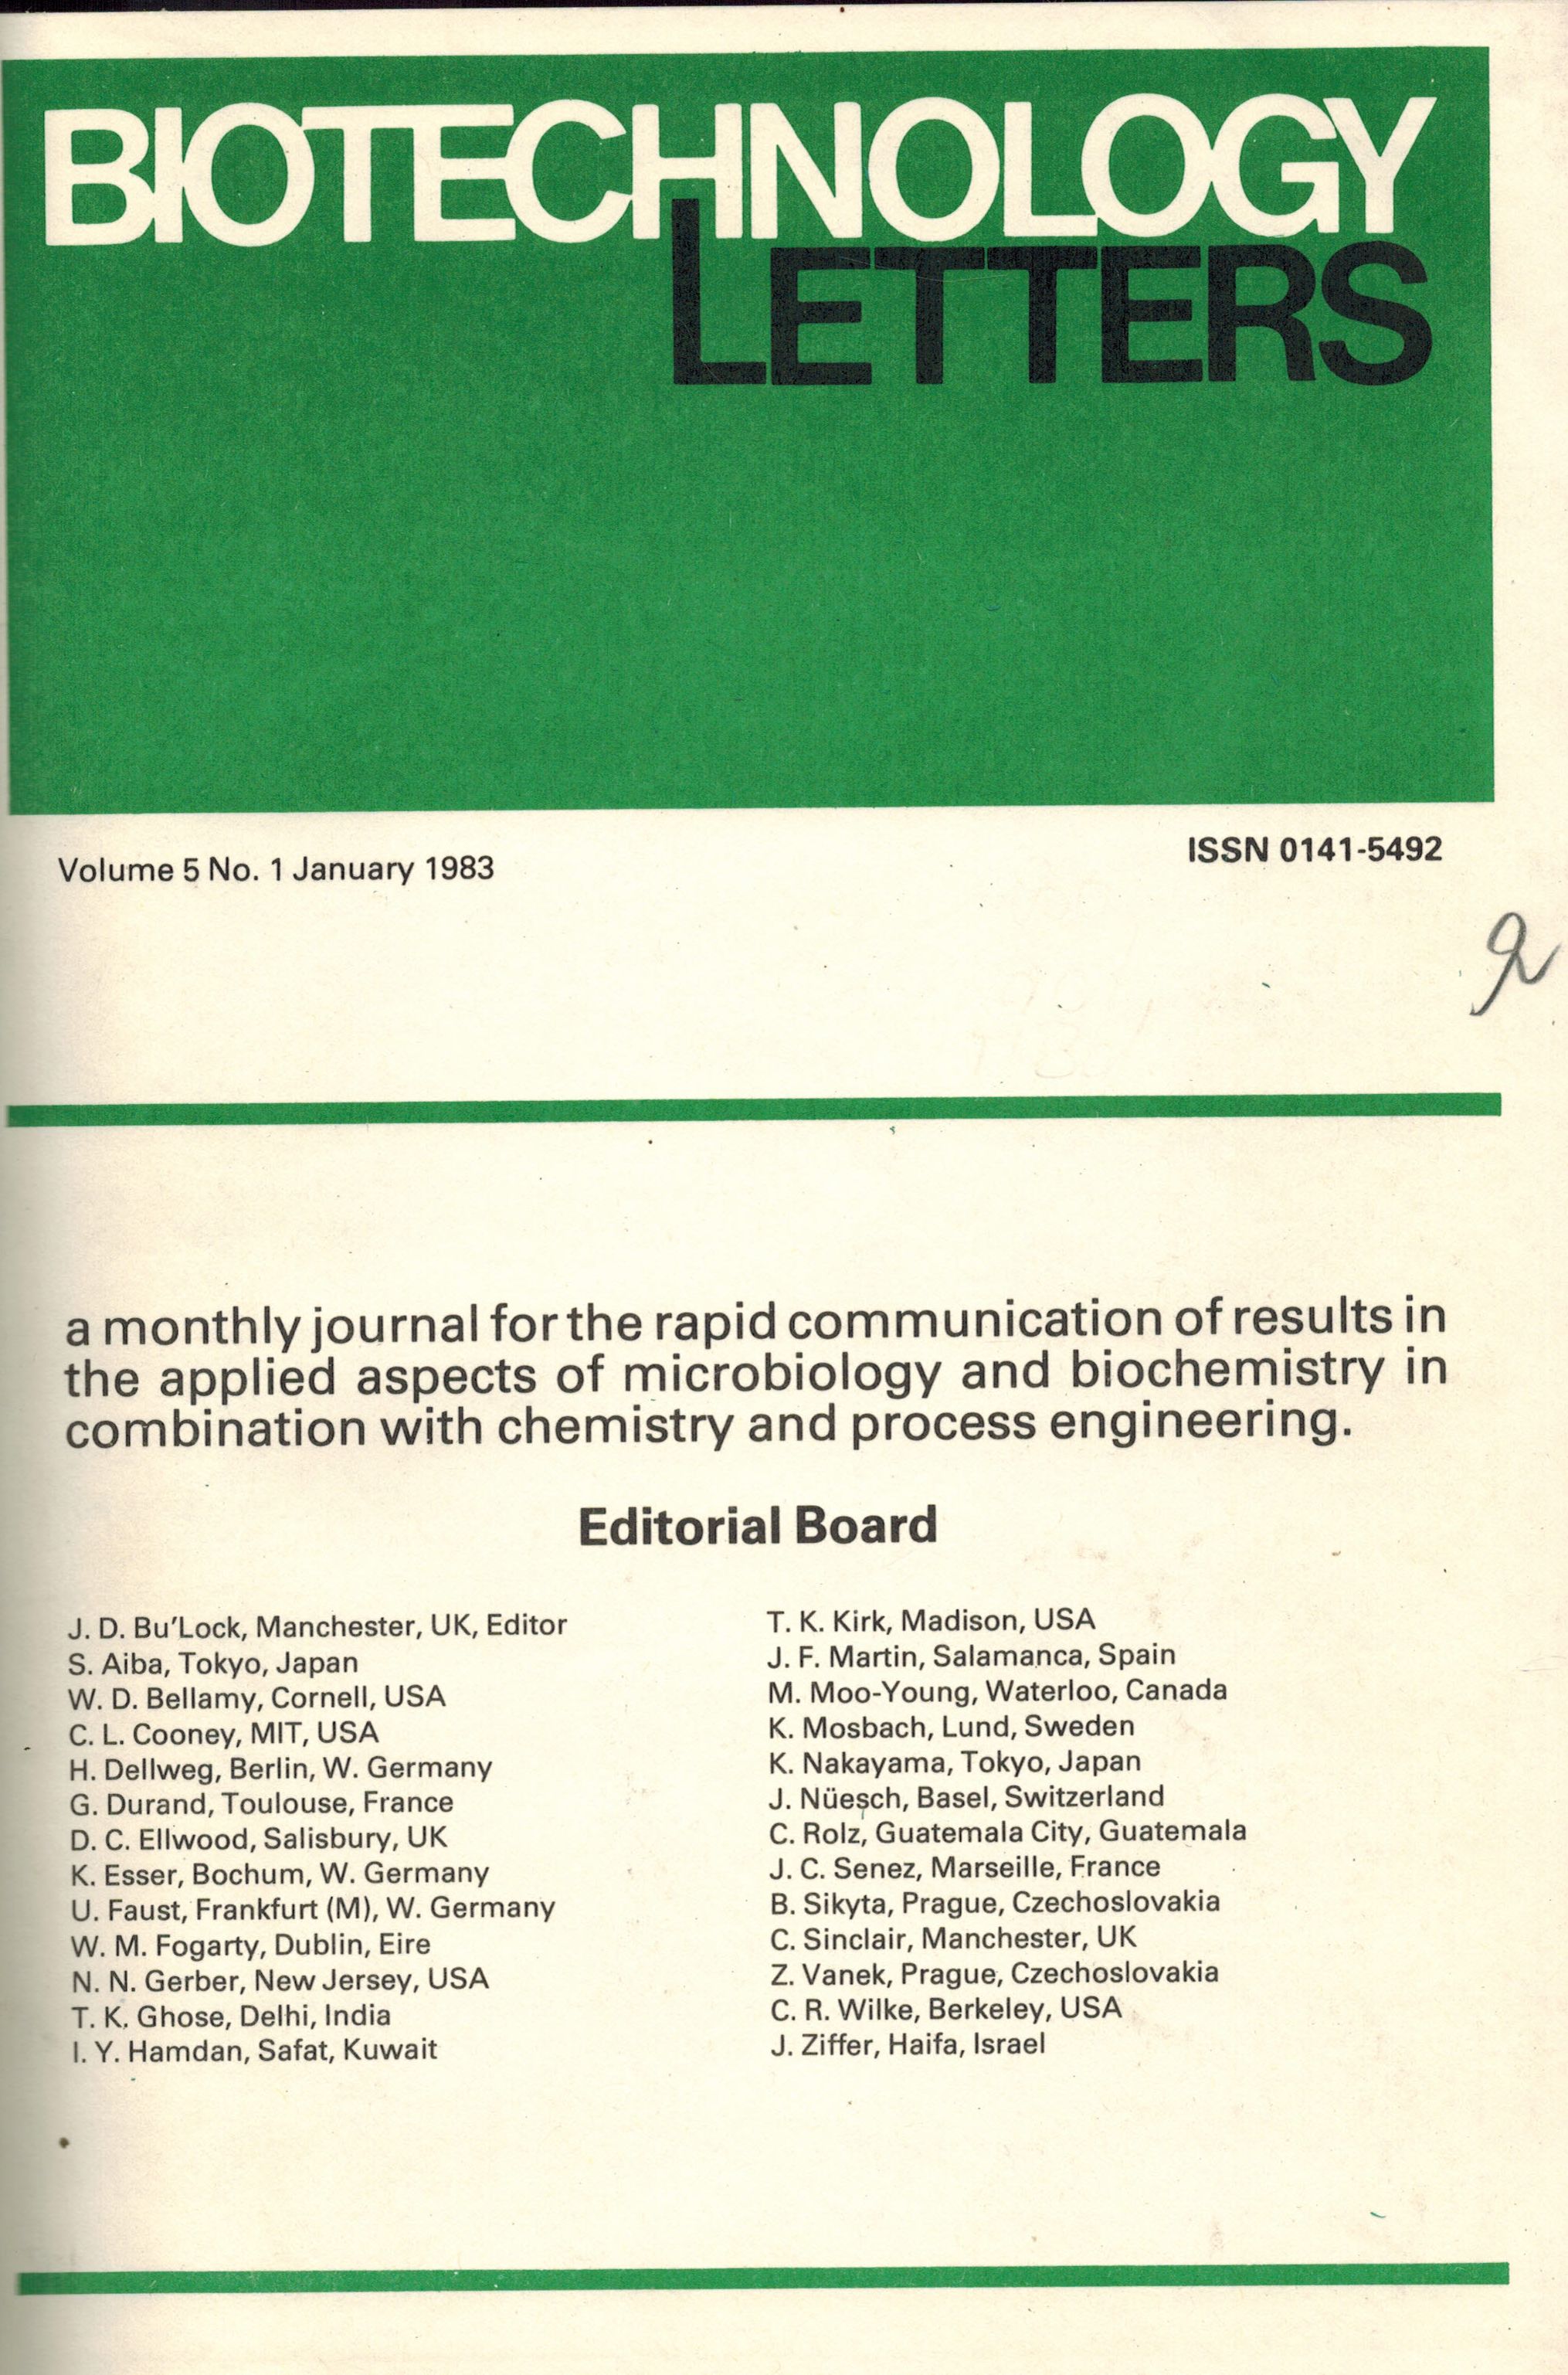 BIOTECHNOLOGY
LETTERS
Volume 5 No. 1 January 1983
ISSN 0141-5492
a monthly journal for the rapid communication of results in
the applied aspects of microbiology and biochemistry in
combination with chemistry and process engineering.
Editorial Board
J. D. Bu'Lock, Manchester, UK, Editor
S. Aiba, Tokyo, Japan
W. D. Bellamy, Cornell, USA
C. L. Cooney, MIT, USA
H. Dellweg, Berlin, W. Germany
G. Durand, Toulouse, France
D. C. Ellwood, Salisbury, UK
K. Esser, Bochum, W. Germany
U. Faust, Frankfurt (M), W. Germany
W. M. Fogarty, Dublin, Eire
N. N. Gerber, New Jersey, USA
T. K. Ghose, Delhi, India
I. Y. Hamdan, Safat, Kuwait
T. K. Kirk, Madison, USA
J. F. Martin, Salamanca, Spain
M. Moo-Young, Waterloo, Canada
K. Mosbach, Lund, Sweden
K. Nakayama, Tokyo, Japan
J. Nüesch, Basel, Switzerland
C. Rolz, Guatemala City, Guatemala
J. C. Senez, Marseille, France
B. Sikyta, Prague, Czechoslovakia
C. Sinclair, Manchester, UK
Z. Vanek, Prague, Czechoslovakia
C. R. Wilke, Berkeley, USA
J. Ziffer, Haifa, Israel